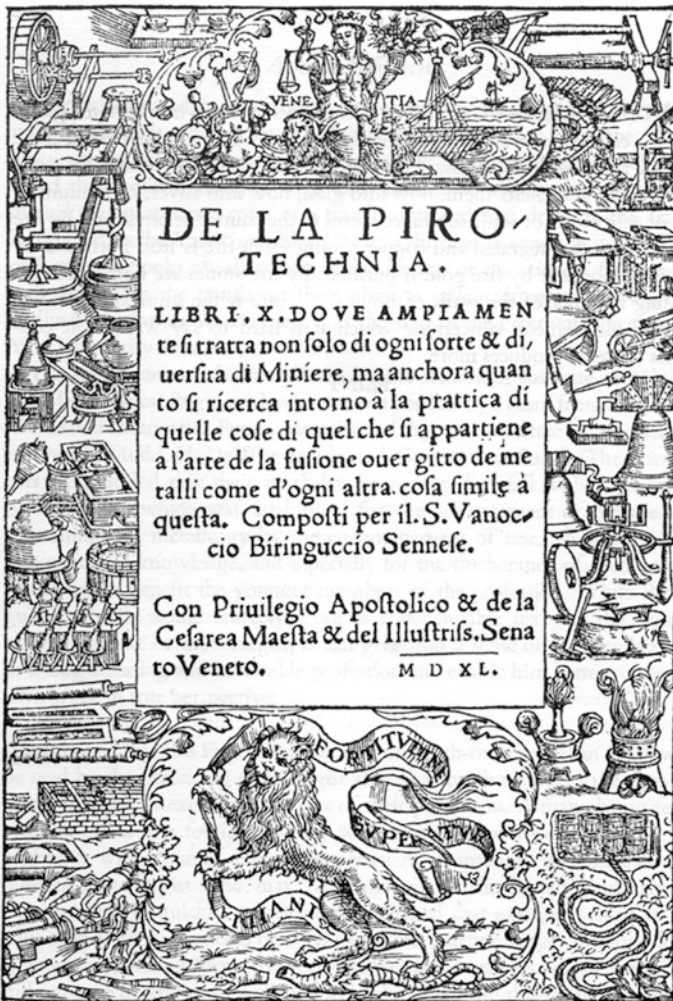 VENE TIA
DE LA PIRO/
TECHNIA.
LIBRI.X.DOVE AMPIAMEN
te si tratta non solo di ogni sorte & di/
uersita di Miniere, ma anchora quan
to si ricerca intorno à la prattica di
quelle cose di quel che si appartiene
a l'arte de la fusione ouer gitto de me
talli come d'ogni altra cosa simile à
questa. Composti per il. S. Vanoc/
cio Biringuccio Sennese.
Con Priuilegio Apostolico & de la
Cesarea Maesta & del Illustriss. Sena
to Veneto. M D XL.
FORTITVDINE
SVPERATVR